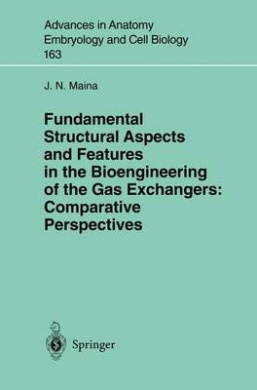 Advances in Anatomy
Embryology and Cell Biology
163
J. N. Maina
Fundamental
Structural Aspects
and Features
in the Bioengineering
of the Gas Exchangers:
Comparative
Perspectives
Springer